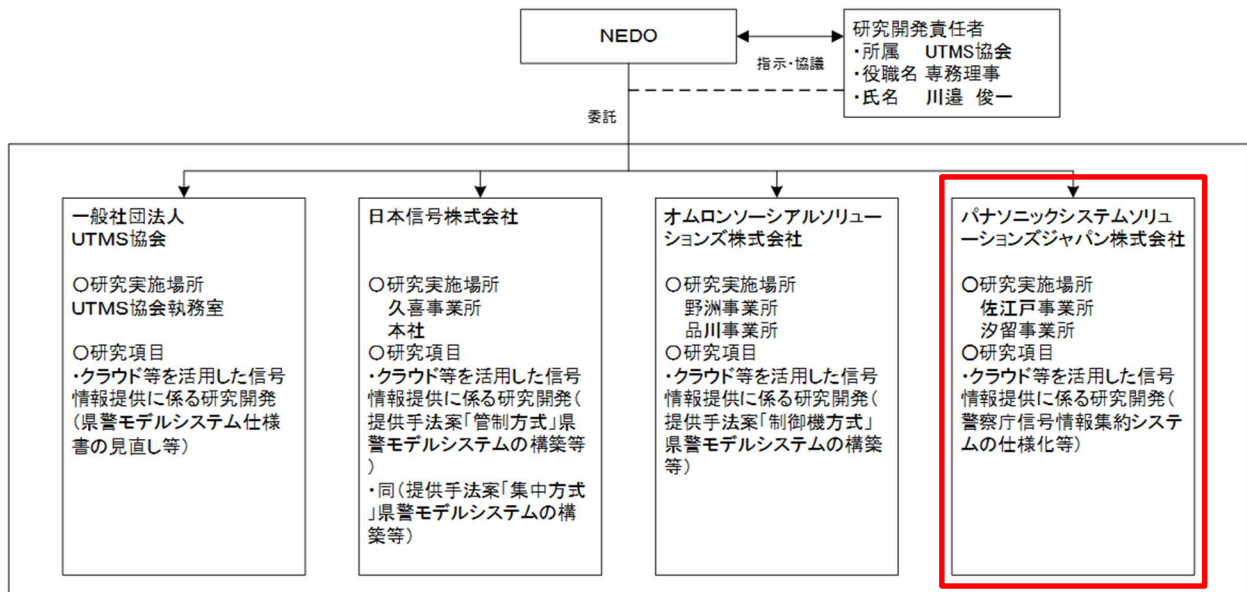 NEDO
研究開発責任者
・所属　UTMS協会
・役職名 専務理事
・氏名　川邉 俊一
指示・協議
委託
一般社団法人
UTMS協会
〇研究実施場所
UTMS協会執務室
〇研究項目
・クラウド等を活用した信号
情報提供に係る研究開発
(県警モデルシステム仕様
書の見直し等)
日本信号株式会社
〇研究実施場所
久喜事業所
本社
〇研究項目
・クラウド等を活用した信号
情報提供に係る研究開発(
提供手法案「管制方式」県
警モデルシステムの構築等
)
・同(提供手法案「集中方式
」県警モデルシステムの構
築等)
オムロンソーシアルソリュー
ションズ株式会社
〇研究実施場所
野洲事業所
品川事業所
〇研究項目
・クラウド等を活用した信号
情報提供に係る研究開発(
提供手法案「制御機方式」
県警モデルシステムの構築
等)
パナソニックシステムソリュ
ーションズジャパン株式会社
〇研究実施場所
佐江戸事業所
汐留事業所
〇研究項目
・クラウド等を活用した信号
情報提供に係る研究開発(
警察庁信号情報集約システ
ムの仕様化等)